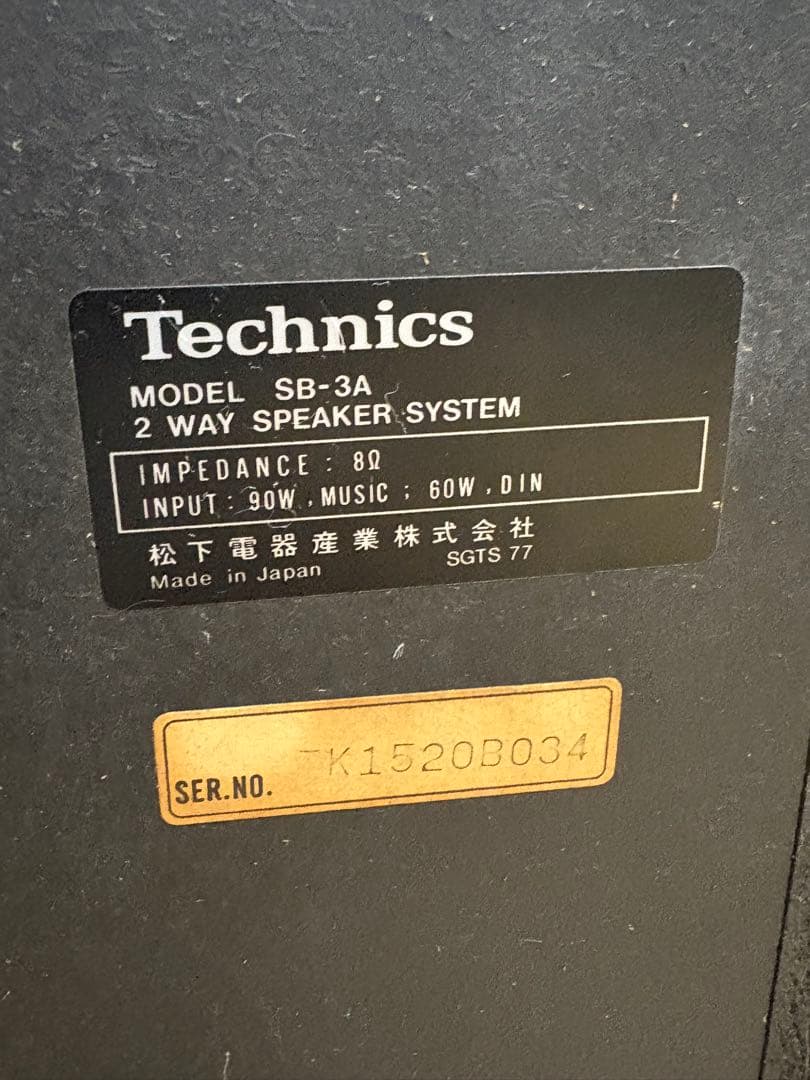 Technics
MODEL SB-3A
2 WAY SPEAKER SYSTEM
IMPEDANCE : 8Ω
INPUT : 90W , MUSIC ; 60W , DIN
松下電器産業株式会社
Made in Japan SGTS 77
SER.NO.